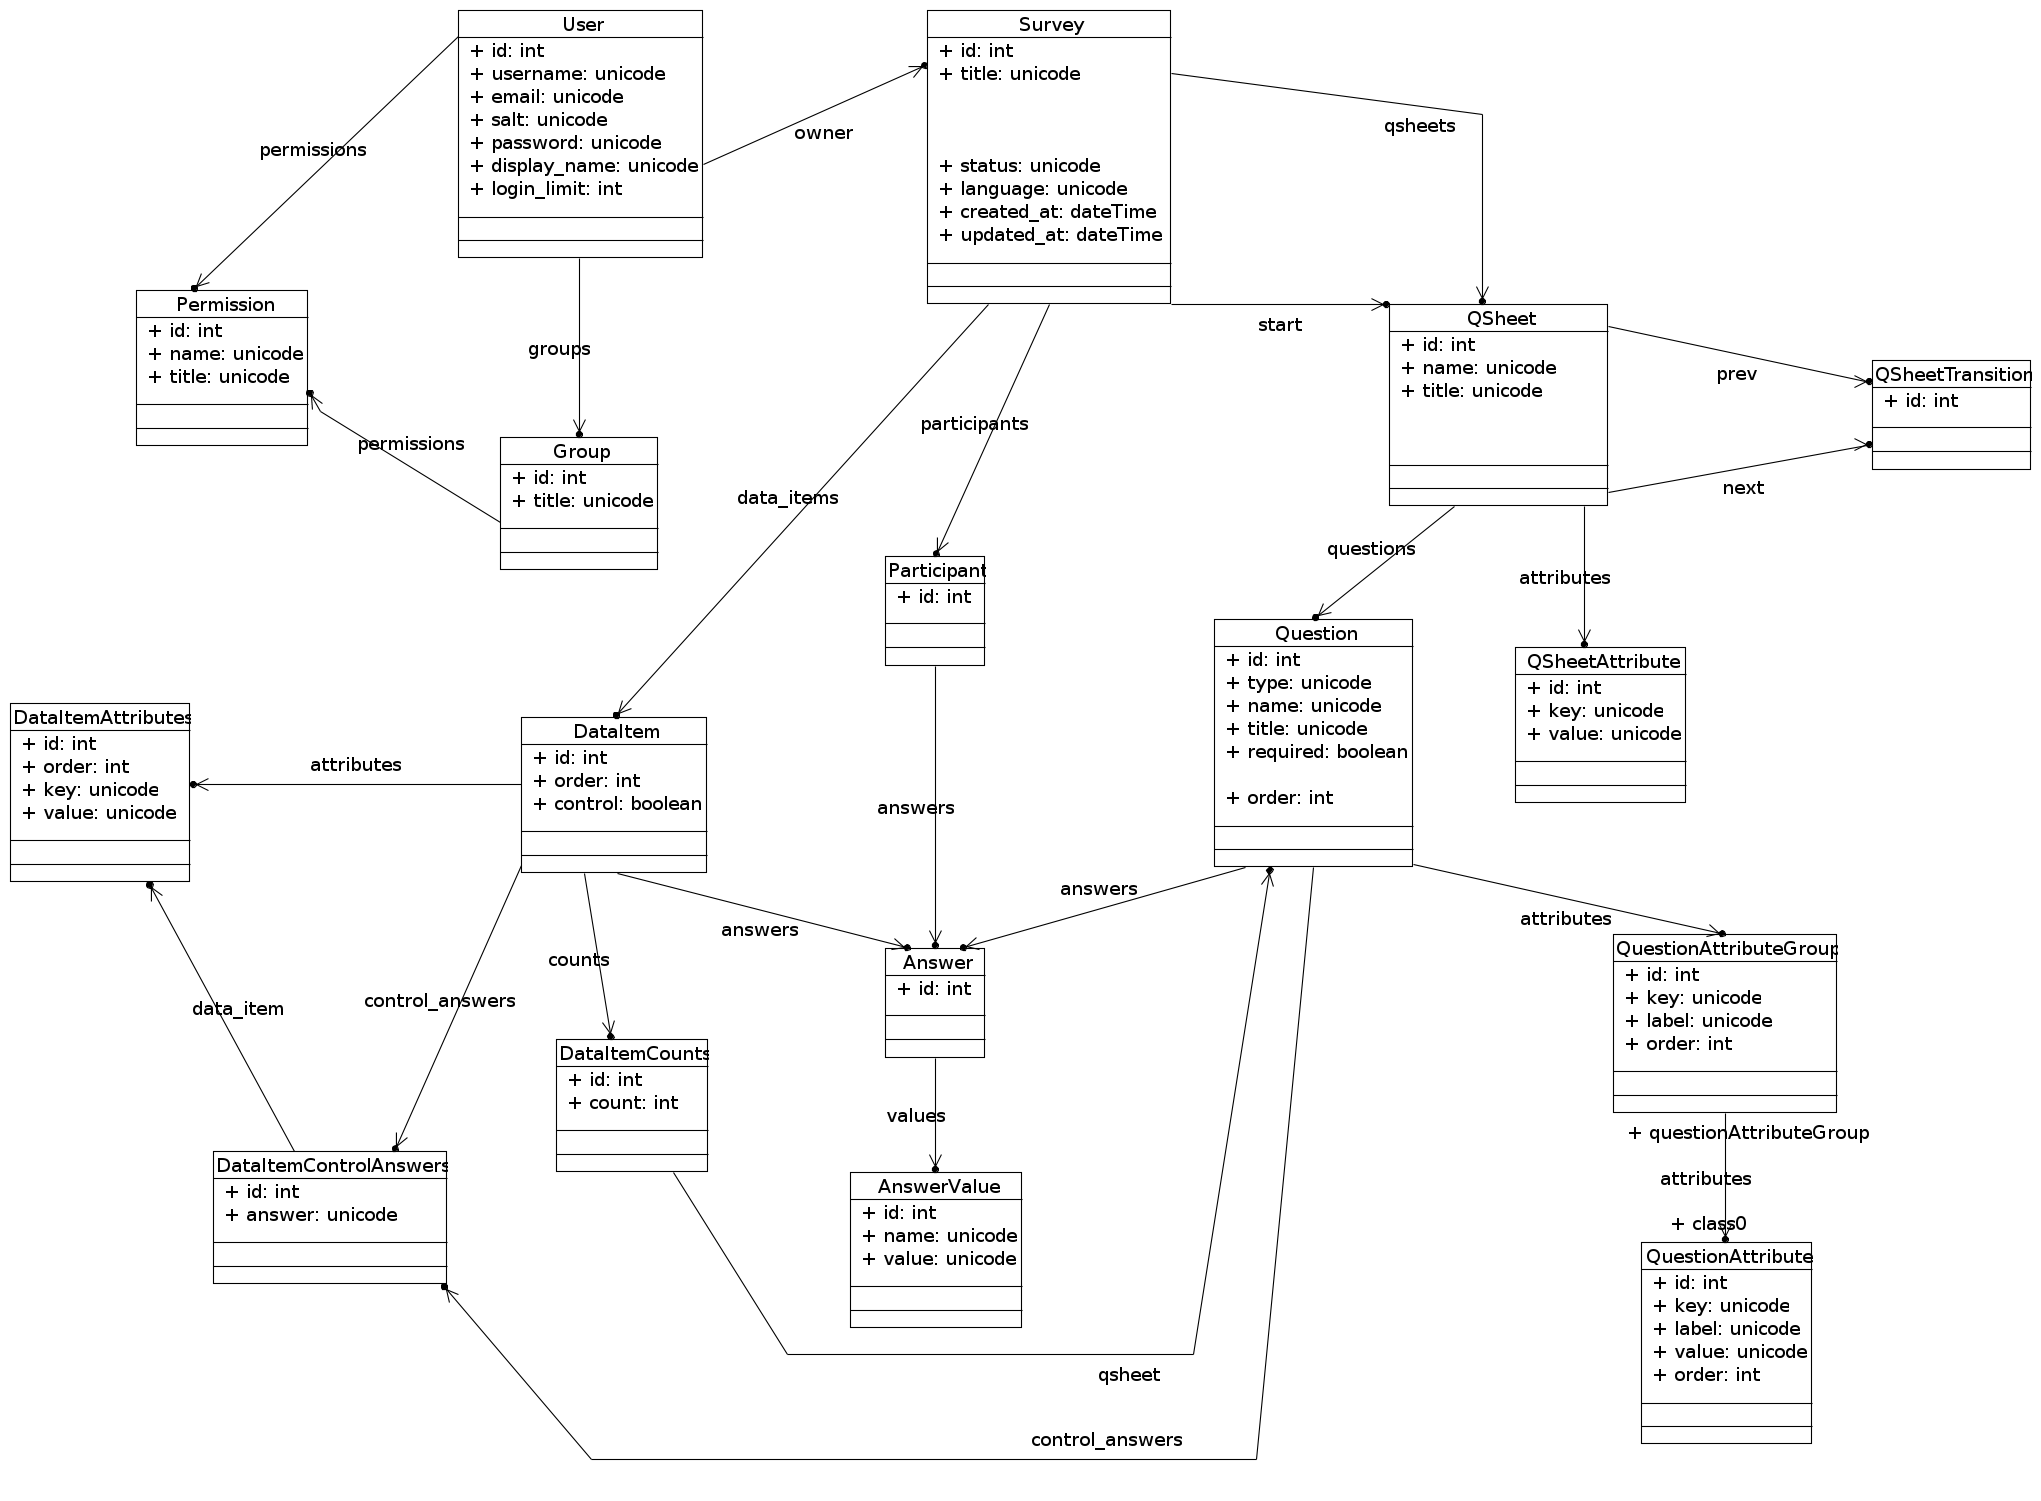 User
+ id: int
+ username: unicode
+ email: unicode
+ salt: unicode
+ password: unicode
+ display_name: unicode
+ login_limit: int
Survey
+ id: int
+ title: unicode
+ status: unicode
+ language: unicode
+ created_at: dateTime
+ updated_at: dateTime
permissions
owner
qsheets
Permission
+ id: int
+ name: unicode
+ title: unicode
groups
start
QSheet
+ id: int
+ name: unicode
+ title: unicode
prev
next
QSheetTransition
+ id: int
permissions
Group
+ id: int
+ title: unicode
participants
data_items
questions
attributes
Participant
+ id: int
Question
+ id: int
+ type: unicode
+ name: unicode
+ title: unicode
+ required: boolean
+ order: int
QSheetAttribute
+ id: int
+ key: unicode
+ value: unicode
DataItemAttributes
+ id: int
+ order: int
+ key: unicode
+ value: unicode
attributes
DataItem
+ id: int
+ order: int
+ control: boolean
answers
answers
answers
attributes
counts
control_answers
data_item
Answer
+ id: int
QuestionAttributeGroup
+ id: int
+ key: unicode
+ label: unicode
+ order: int
DataItemCounts
+ id: int
+ count: int
values
+ questionAttributeGroup
attributes
+ class0
DataItemControlAnswers
+ id: int
+ answer: unicode
AnswerValue
+ id: int
+ name: unicode
+ value: unicode
QuestionAttribute
+ id: int
+ key: unicode
+ label: unicode
+ value: unicode
+ order: int
qsheet
control_answers